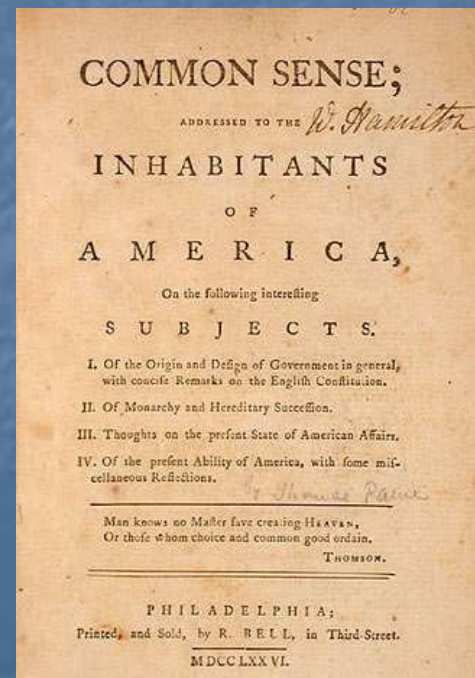 COMMON SENSE;
ADDRESSED TO THE W. Hamilton
INHABITANTS
OF
AMERICA,
On the following intereſting
SUBJECTS.
I. Of the Origin and Deſign of Government in general,
with conciſe Remarks on the Engliſh Conſtitution.
II. Of Monarchy and Hereditary Succeſſion.
III. Thoughts on the preſent State of American Affairs.
IV. Of the preſent Ability of America, with ſome miſ-
cellaneous Reflections.
by Thomas Paine
Man knows no Maſter ſave creating HEAVEN,
Or thoſe whom choice and common good ordain.
THOMSON.
PHILADELPHIA;
Printed, and Sold, by R. BELL, in Third-Street.
MDCCLXXVI.